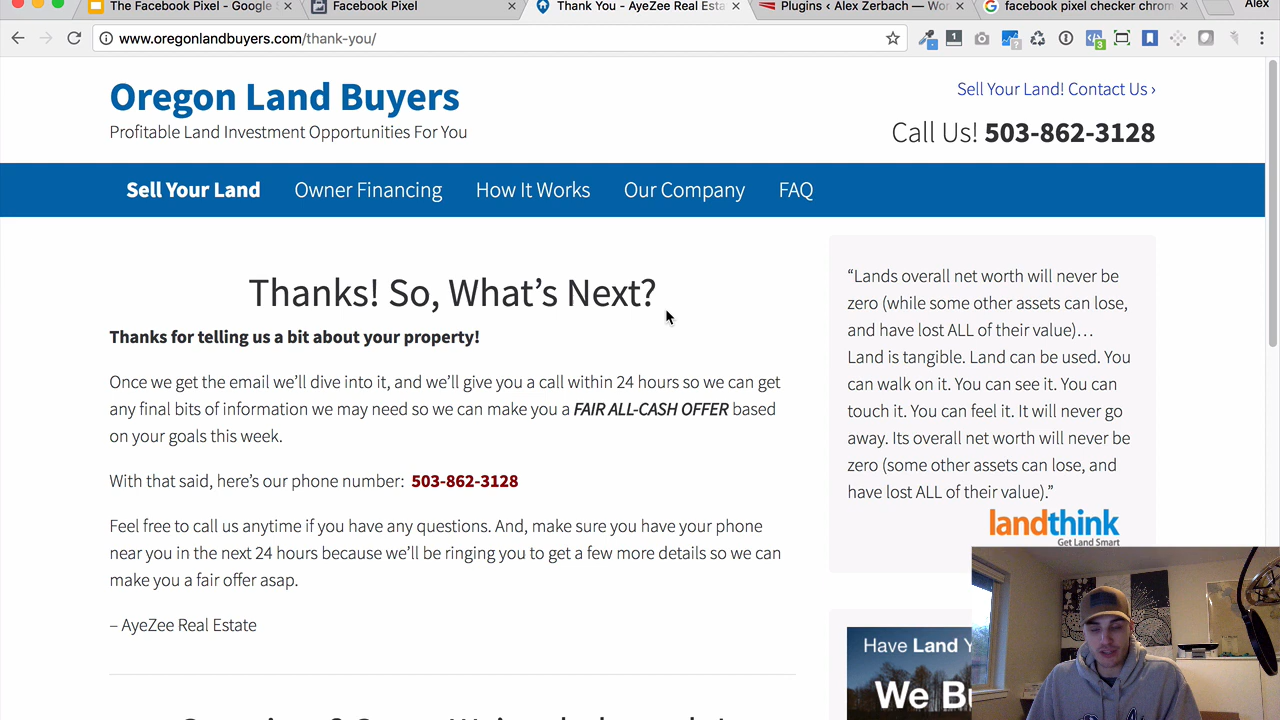 The Facebook Pixel - Google S
Facebook Pixel
Thank You - AyeZee Real Esta
Plugins ‹ Alex Zerbach — Wor
facebook pixel checker chrom
Alex
www.oregonlandbuyers.com/thank-you/
Oregon Land Buyers
Profitable Land Investment Opportunities For You
Sell Your Land! Contact Us ›
Call Us! 503-862-3128
Sell Your Land
Owner Financing
How It Works
Our Company
FAQ
Thanks! So, What's Next?
Thanks for telling us a bit about your property!
Once we get the email we'll dive into it, and we'll give you a call within 24 hours so we can get
any final bits of information we may need so we can make you a FAIR ALL-CASH OFFER based
on your goals this week.
With that said, here's our phone number: 503-862-3128
Feel free to call us anytime if you have any questions. And, make sure you have your phone
near you in the next 24 hours because we'll be ringing you to get a few more details so we can
make you a fair offer asap.
– AyeZee Real Estate
“Lands overall net worth will never be
zero (while some other assets can lose,
and have lost ALL of their value)…
Land is tangible. Land can be used. You
can walk on it. You can see it. You can
touch it. You can feel it. It will never go
away. Its overall net worth will never be
zero (some other assets can lose, and
have lost ALL of their value).”
landthink
Get Land Smart
Have Land Y
We Bu